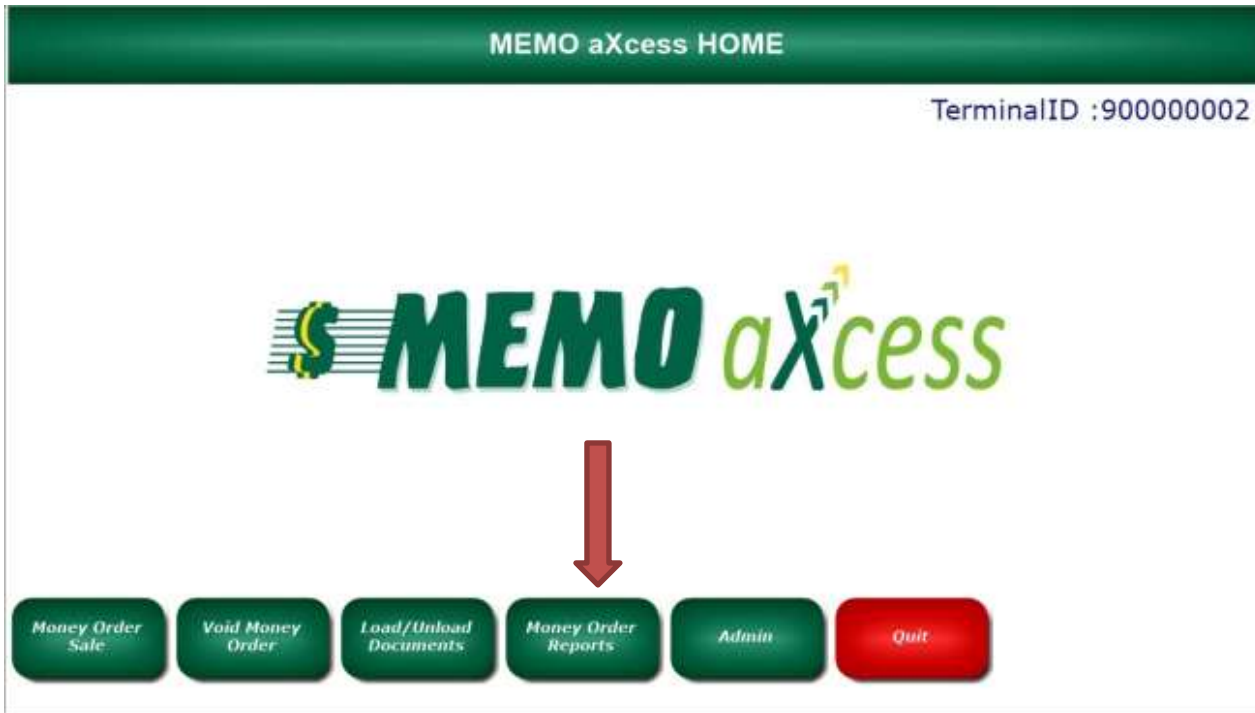 MEMO aXcess HOME
TerminalID :900000002
$ MEMO aXcess
Money Order
Sale
Void Money
Order
Load/Unload
Documents
Money Order
Reports
Admin
Quit